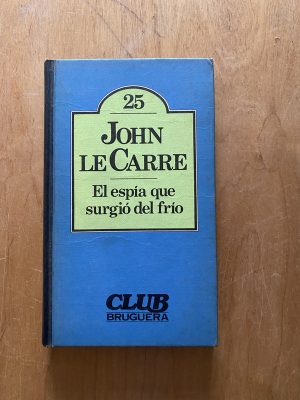 25
JOHN
LE CARRE
El espía que
surgió del frío
CLUB
BRUGUERA